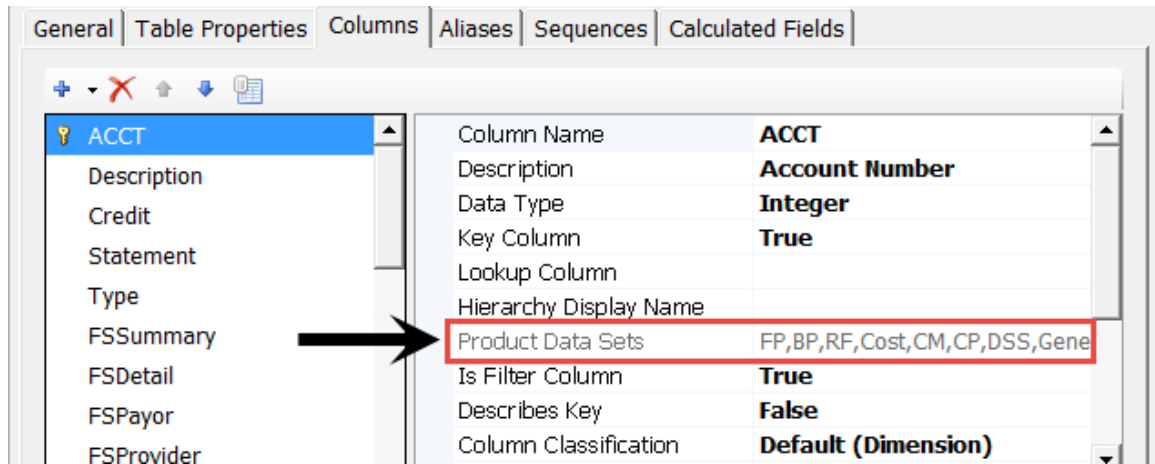 General Table Properties Columns Aliases Sequences Calculated Fields
ACCT
Description
Credit
Statement
Type
FSSummary
FSDetail
FSPayor
FSProvider
Column Name ACCT
Description Account Number
Data Type Integer
Key Column True
Lookup Column
Hierarchy Display Name
Product Data Sets FP,BP,RF,Cost,CM,CP,DSS,Gene
Is Filter Column True
Describes Key False
Column Classification Default (Dimension)